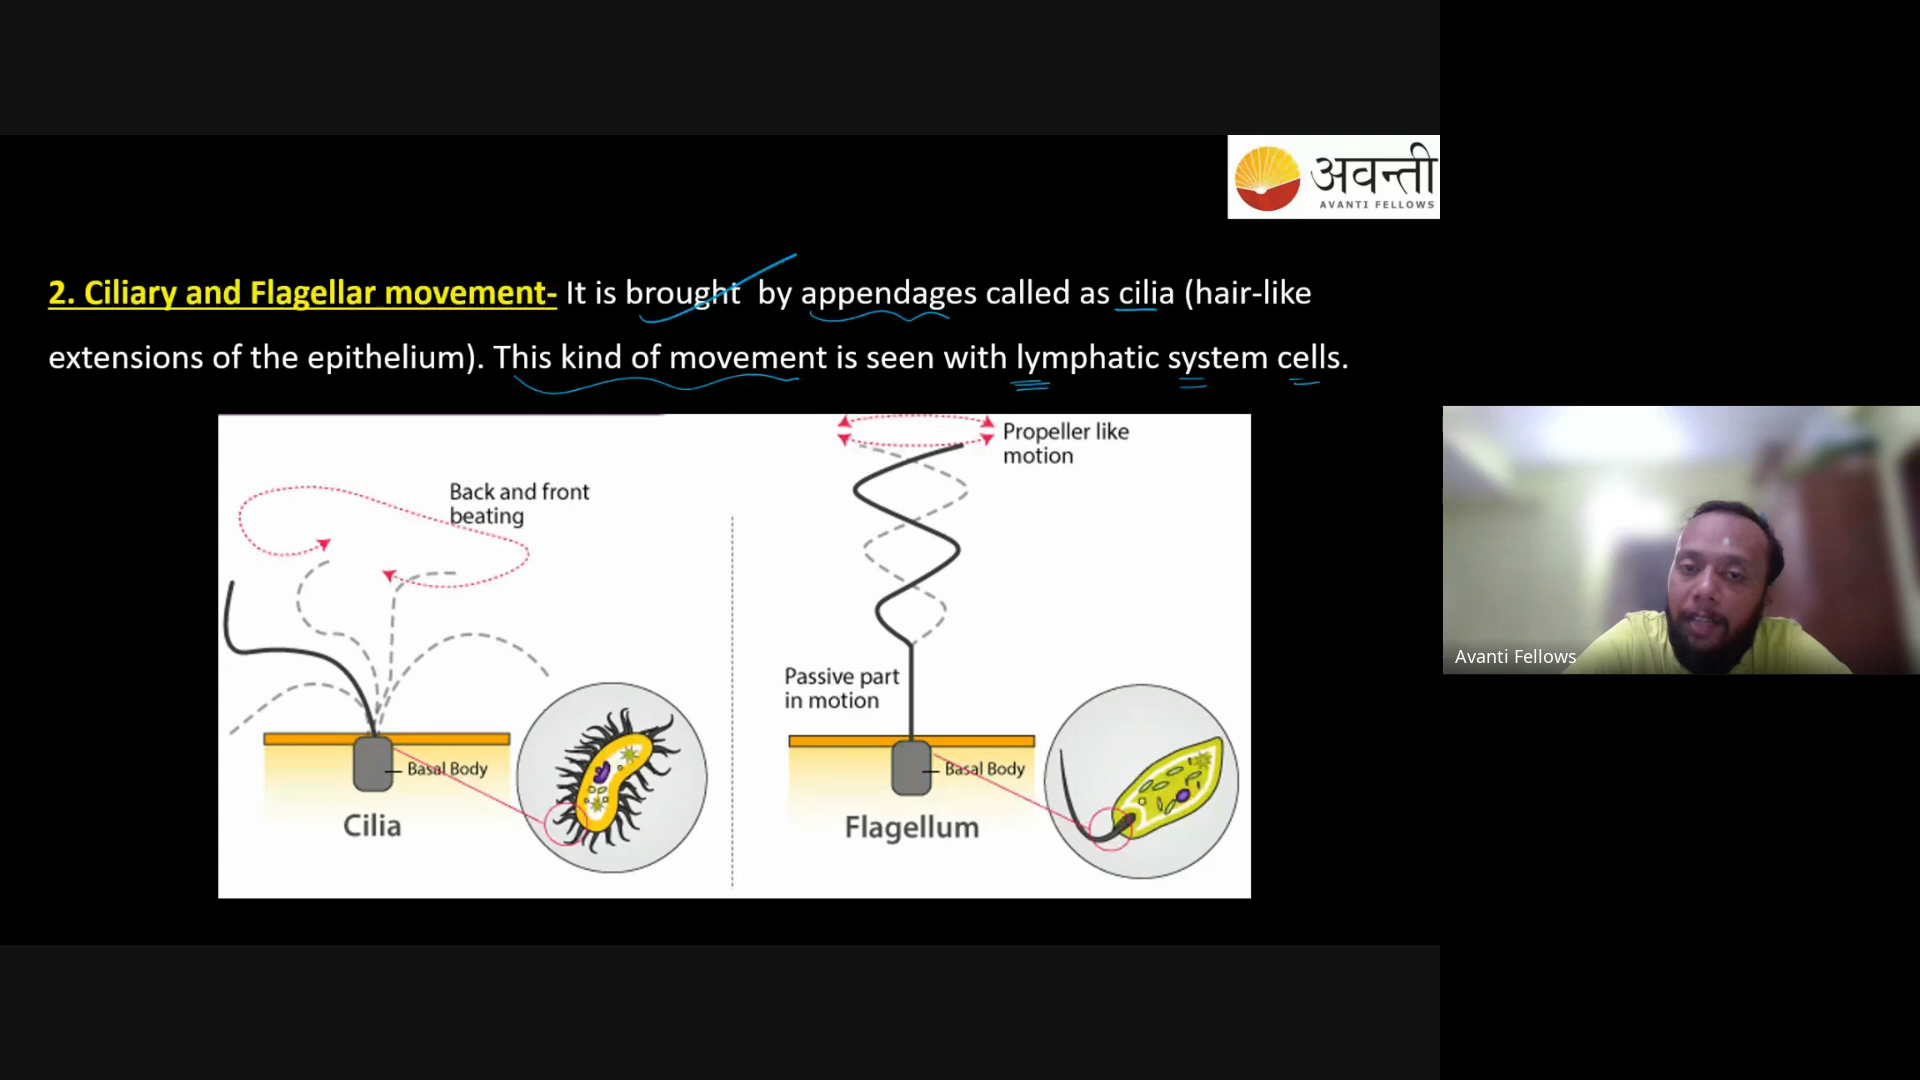 अवन्ती
AVANTI FELLOWS
2. Ciliary and Flagellar movement- It is brought by appendages called as cilia (hair-like
extensions of the epithelium). This kind of movement is seen with lymphatic system cells.
Back and front
beating
Basal Body
Cilia
Propeller like
motion
Passive part
in motion
Basal Body
Flagellum
Avanti Fellows